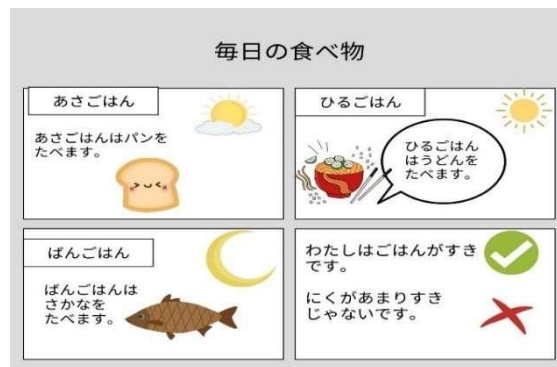 毎日の食べ物
あさごはん
あさごはんはパンを
たべます。
ひるごはん
ひるごはん
はうどんを
たべます。
ばんごはん
ばんごはんは
さかなを
たべます。
わたしはごはんがすき
です。
にくがあまりすき
じゃないです。